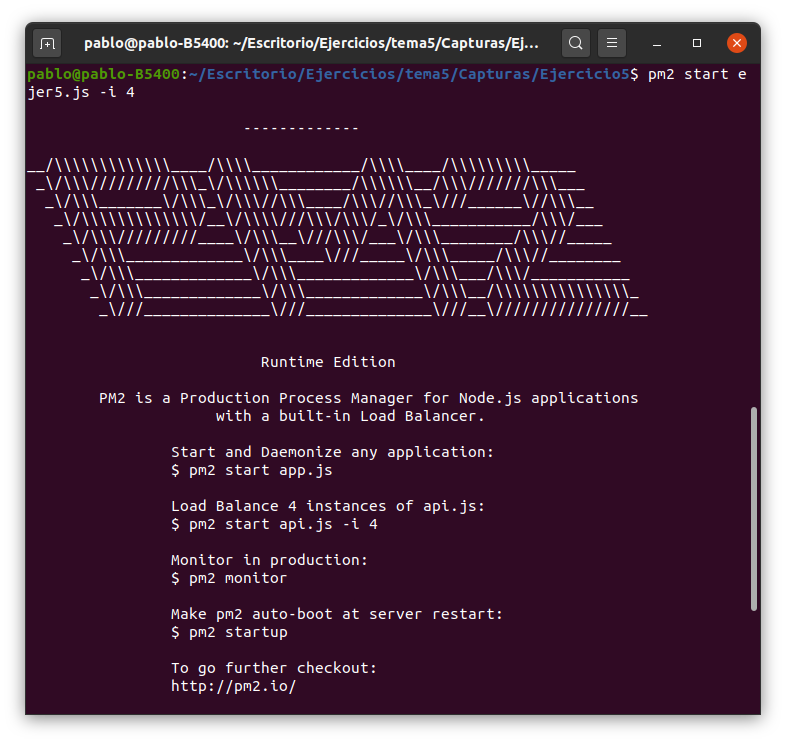 pablo@pablo-B5400: ~/Escritorio/Ejercicios/tema5/Capturas/Ej...
pablo@pablo-B5400:~/Escritorio/Ejercicios/tema5/Capturas/Ejercicio5$ pm2 start e
jer5.js -i 4
-------------
__/\\\\\\\\\\\\\____/\\\\____________/\\\\____/\\\\\\\\\_____
_\/\\\/////////\\\_\/\\\\\\________/\\\\\\__/\\\///////\\\___
_\/\\\_______\/\\\_\/\\\//\\\____/\\\//\\\_\///______\//\\\__
_\/\\\\\\\\\\\\\/__\/\\\\///\\\/\\\/_\/\\\___________/\\\/___
_\/\\\/////////____\/\\\__\///\\\/___\/\\\________/\\\//_____
_\/\\\_____________\/\\\____\///_____\/\\\_____/\\\//________
_\/\\\_____________\/\\\_____________\/\\\___/\\\/___________
_\/\\\_____________\/\\\_____________\/\\\__/\\\\\\\\\\\\\\\_
_\///______________\///______________\///__\///////////////__
Runtime Edition
PM2 is a Production Process Manager for Node.js applications
with a built-in Load Balancer.
Start and Daemonize any application:
$ pm2 start app.js
Load Balance 4 instances of api.js:
$ pm2 start api.js -i 4
Monitor in production:
$ pm2 monitor
Make pm2 auto-boot at server restart:
$ pm2 startup
To go further checkout:
http://pm2.io/